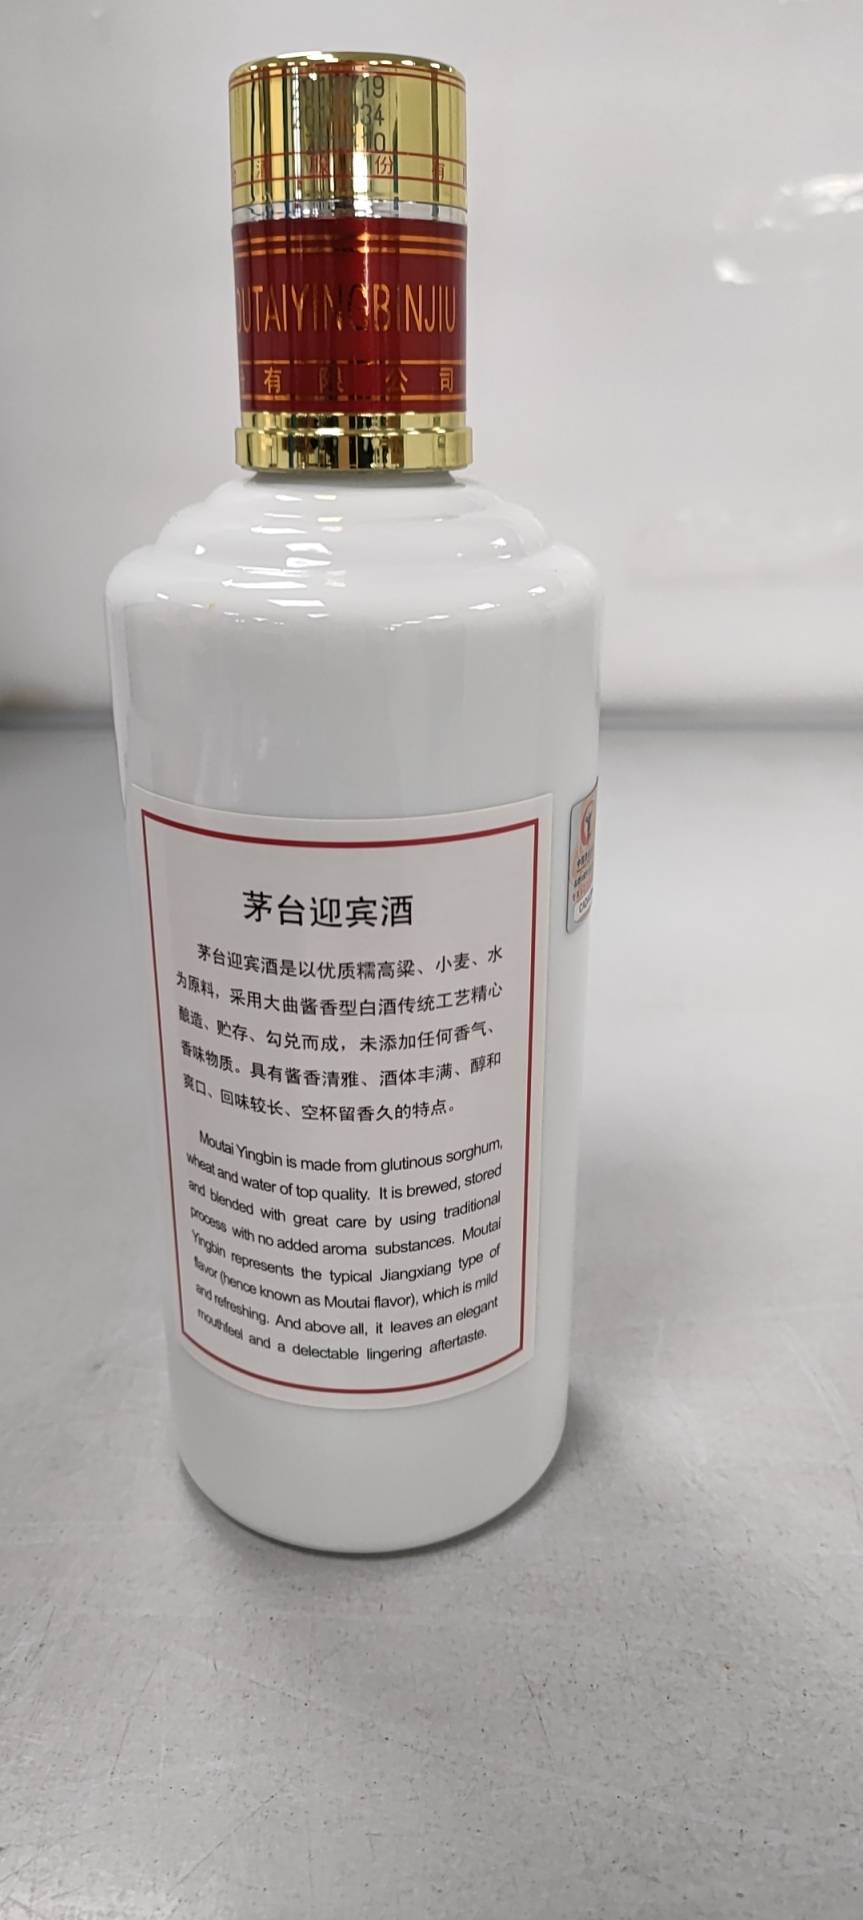 份 有
OUTAIYINGBINJIU
有限公司
茅台迎宾酒
茅台迎宾酒是以优质糯高粱、小麦、水
为原料，采用大曲酱香型白酒传统工艺精心
酿造、贮存、勾兑而成，未添加任何香气、
香味物质。具有酱香清雅、酒体丰满、醇和
爽口、回味较长、空杯留香久的特点。
Moutai Yingbin is made from glutinous sorghum,
wheat and water of top quality. It is brewed, stored
and blended with great care by using traditional
process with no added aroma substances. Moutai
Yingbin represents the typical Jiangxiang type of
flavor (hence known as Moutai flavor), which is mild
and refreshing. And above all, it leaves an elegant
mouthfeel and a delectable lingering aftertaste.